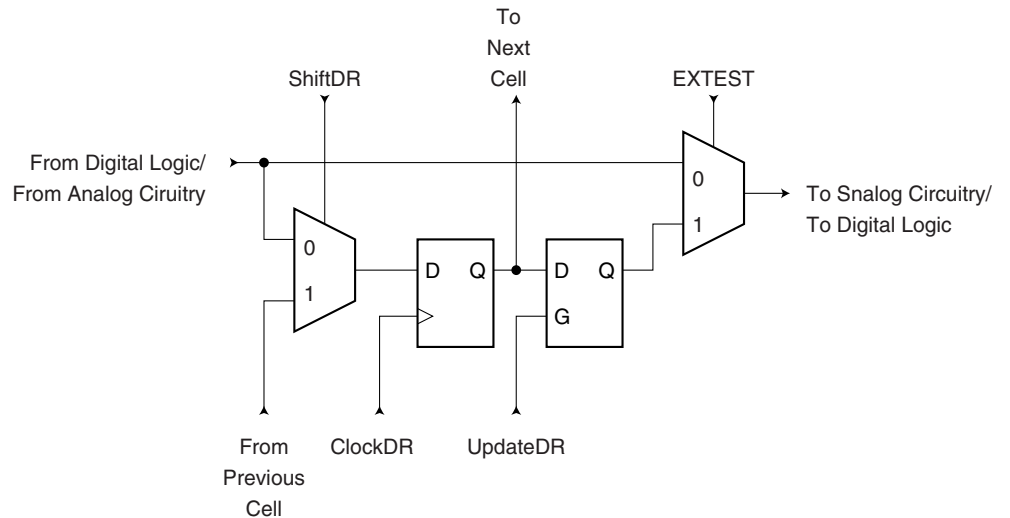 To
Next
Cell
ShiftDR
EXTEST
From Digital Logic/
From Analog Ciruitry
0
1
To Snalog Circuitry/
To Digital Logic
0
1
D Q
D Q
G
From
Previous
Cell
ClockDR
UpdateDR